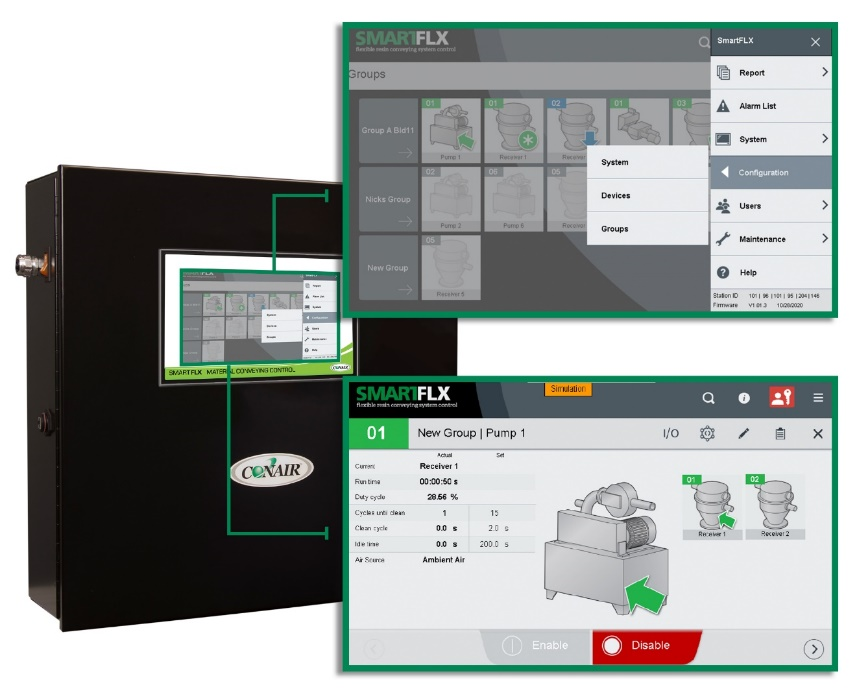 SMARTFLX
flexible resin conveying system control
Groups
Group A Bid11
01
Pump 1
01
Receiver 1
02
Receiver
01
03
Nicks Group
02
Pump 2
06
Pump 6
05
Receiver
New Group
05
Receiver 5
System
Devices
Groups
SmartFLX
Report
Alarm List
System
Configuration
Users
Maintenance
Help
Station ID 101 | 96 |101 | 95 |204|146
Firmware V1.01.3 10/28/2020
SMARTFLX MATERIAL CONVEYING CONTROL
CONAIR
CONAIR
SMARTFLX
flexible resin conveying system control
Simulation
01 New Group | Pump 1 I/O
Actual Set
Current Receiver 1
Run time 00:00:50 s
Duty cycle 28.56 %
Cycles until clean 1 15
Clean cycle 0.0 s 2.0 s
Idle time 0.0 s 200.0 s
Air Source Ambient Air
01
Receiver 1
02
Receiver 2
Enable
Disable